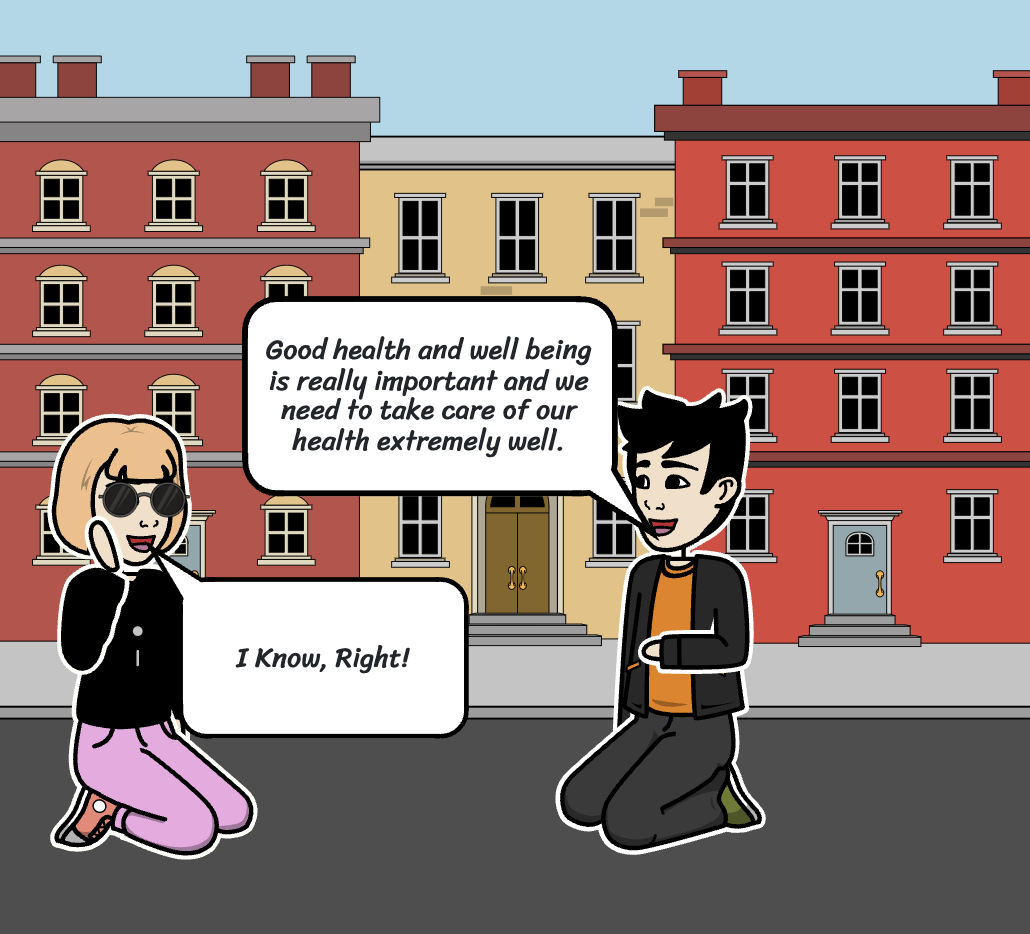 Good health and well being
is really important and we
need to take care of our
health extremely well.
I Know, Right!